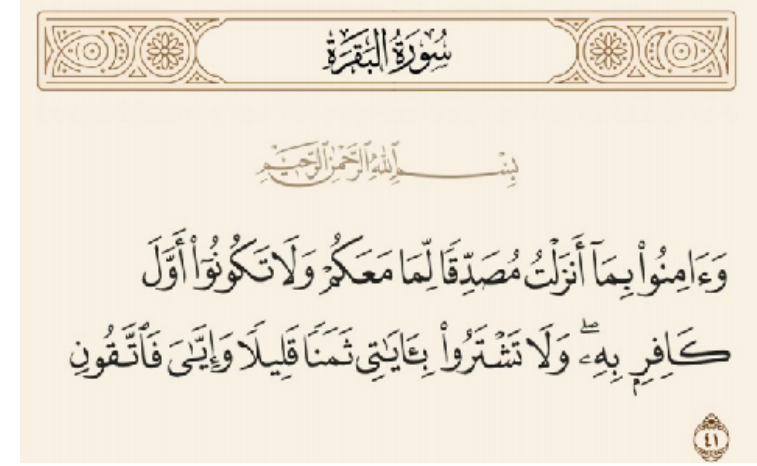 سُورَةُ البَقَرَةِ
بِسْمِ ٱللَّهِ ٱلرَّحْمَٰنِ ٱلرَّحِيمِ
وَءَامِنُوا۟ بِمَآ أَنزَلْتُ مُصَدِّقًا لِّمَا مَعَكُمْ وَلَا تَكُونُوٓا۟ أَوَّلَ
كَافِرٍۭ بِهِۦ ۖ وَلَا تَشْتَرُوا۟ بِـَٔايَٰتِى ثَمَنًا قَلِيلًا وَإِيَّٰىَ فَٱتَّقُونِ
٤١